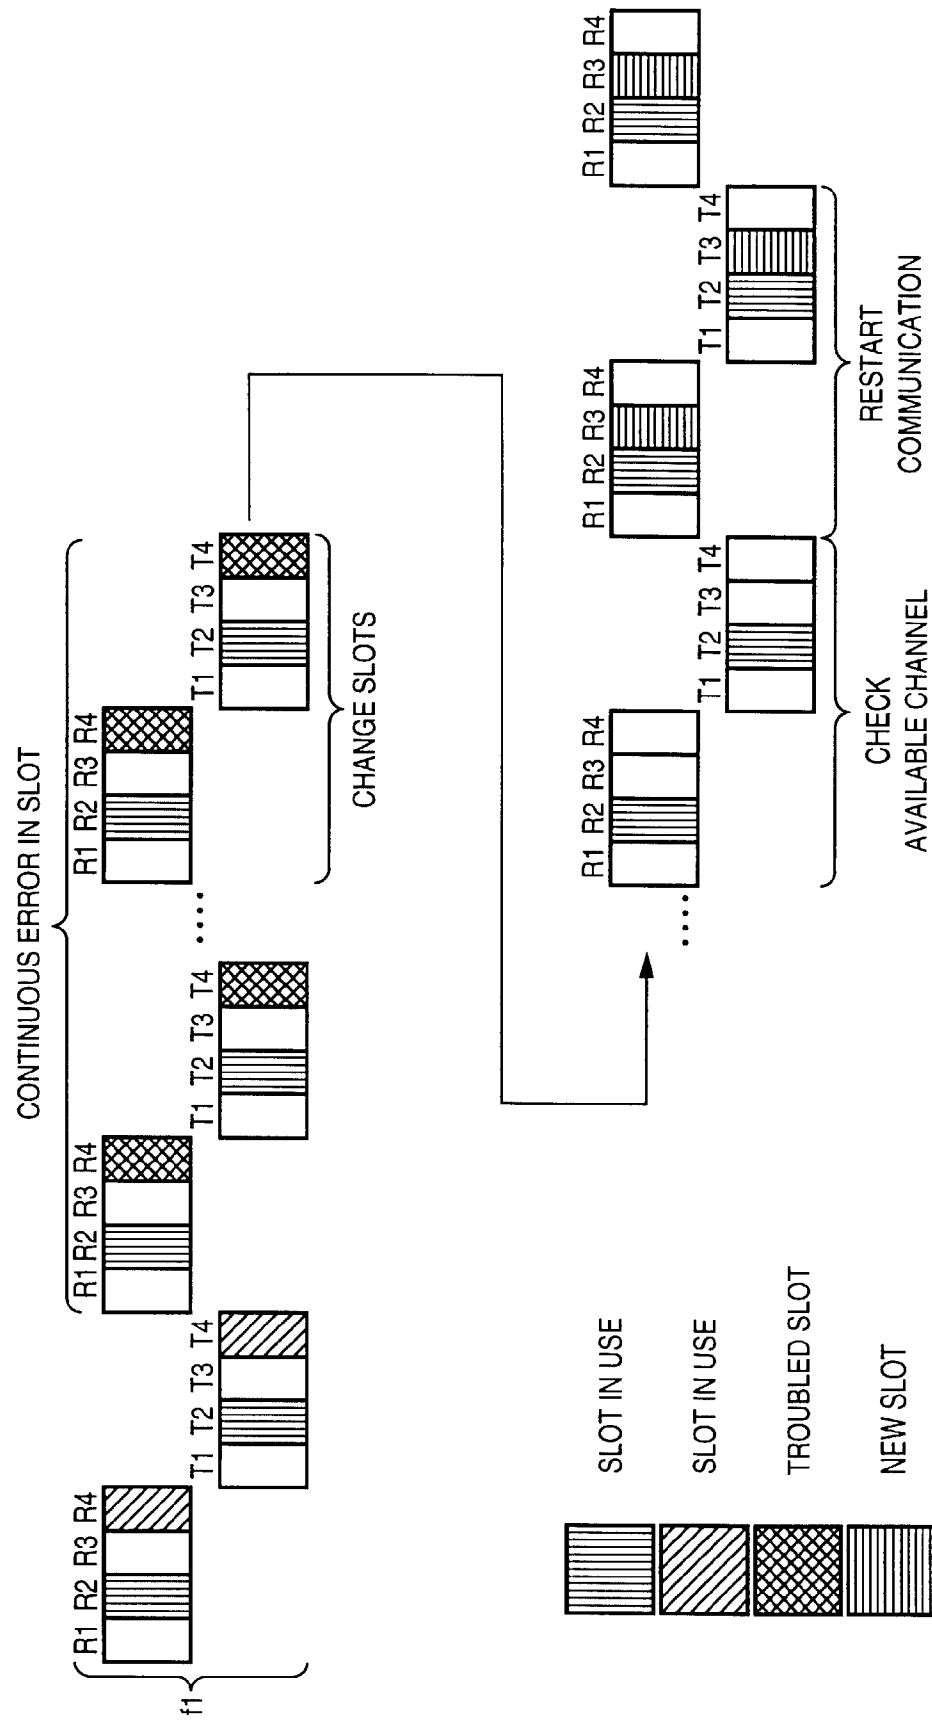 CONTINUOUS ERROR IN SLOT
R1 R2 R3 R4
R1 R2 R3 R4
R1 R2 R3 R4
f1
T1 T2 T3 T4
T1 T2 T3 T4
T1 T2 T3 T4
CHANGE SLOTS
R1 R2 R3 R4
R1 R2 R3 R4
R1 R2 R3 R4
T1 T2 T3 T4
T1 T2 T3 T4
CHECK
AVAILABLE CHANNEL
RESTART
COMMUNICATION
SLOT IN USE
SLOT IN USE
TROUBLED SLOT
NEW SLOT